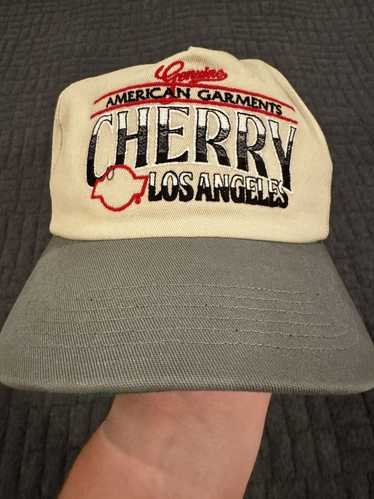 Genuine
AMERICAN GARMENTS
CHERRY
LOS ANGELES